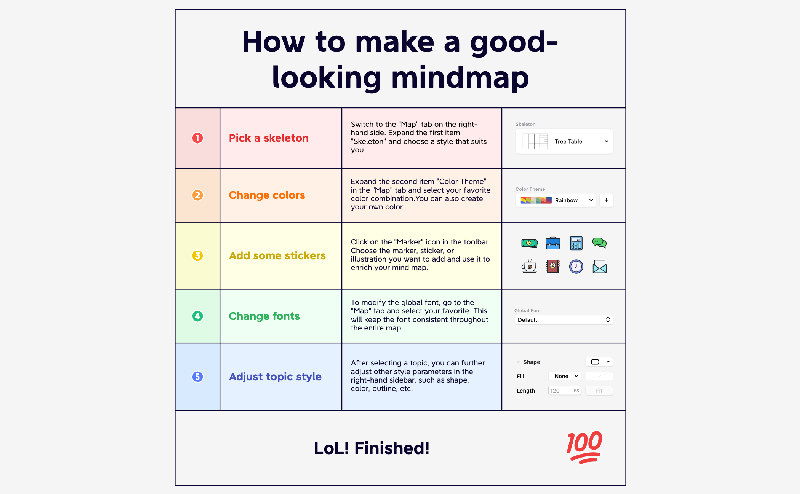 How to make a good-
looking mindmap
1
Pick a skeleton
Switch to the "Map" tab on the right-
hand side. Expand the first item
"Skeleton" and choose a style that suits
you.
Skeleton
Tree Table
2
Change colors
Expand the second item "Color Theme"
in the "Map" tab and select your favorite
color combination.You can also create
your own color.
Color Theme
Rainbow
3
Add some stickers
Click on the "Marker" icon in the toolbar.
Choose the marker, sticker, or
illustration you want to add and use it to
enrich your mind map.
4
Change fonts
To modify the global font, go to the
"Map" tab and select your favorite. This
will keep the font consistent throughout
the entire map.
Global Font
Default
5
Adjust topic style
After selecting a topic, you can further
adjust other style parameters in the
right-hand sidebar, such as shape,
color, outline, etc.
Shape
Fill None
Length 120
LoL! Finished!
100